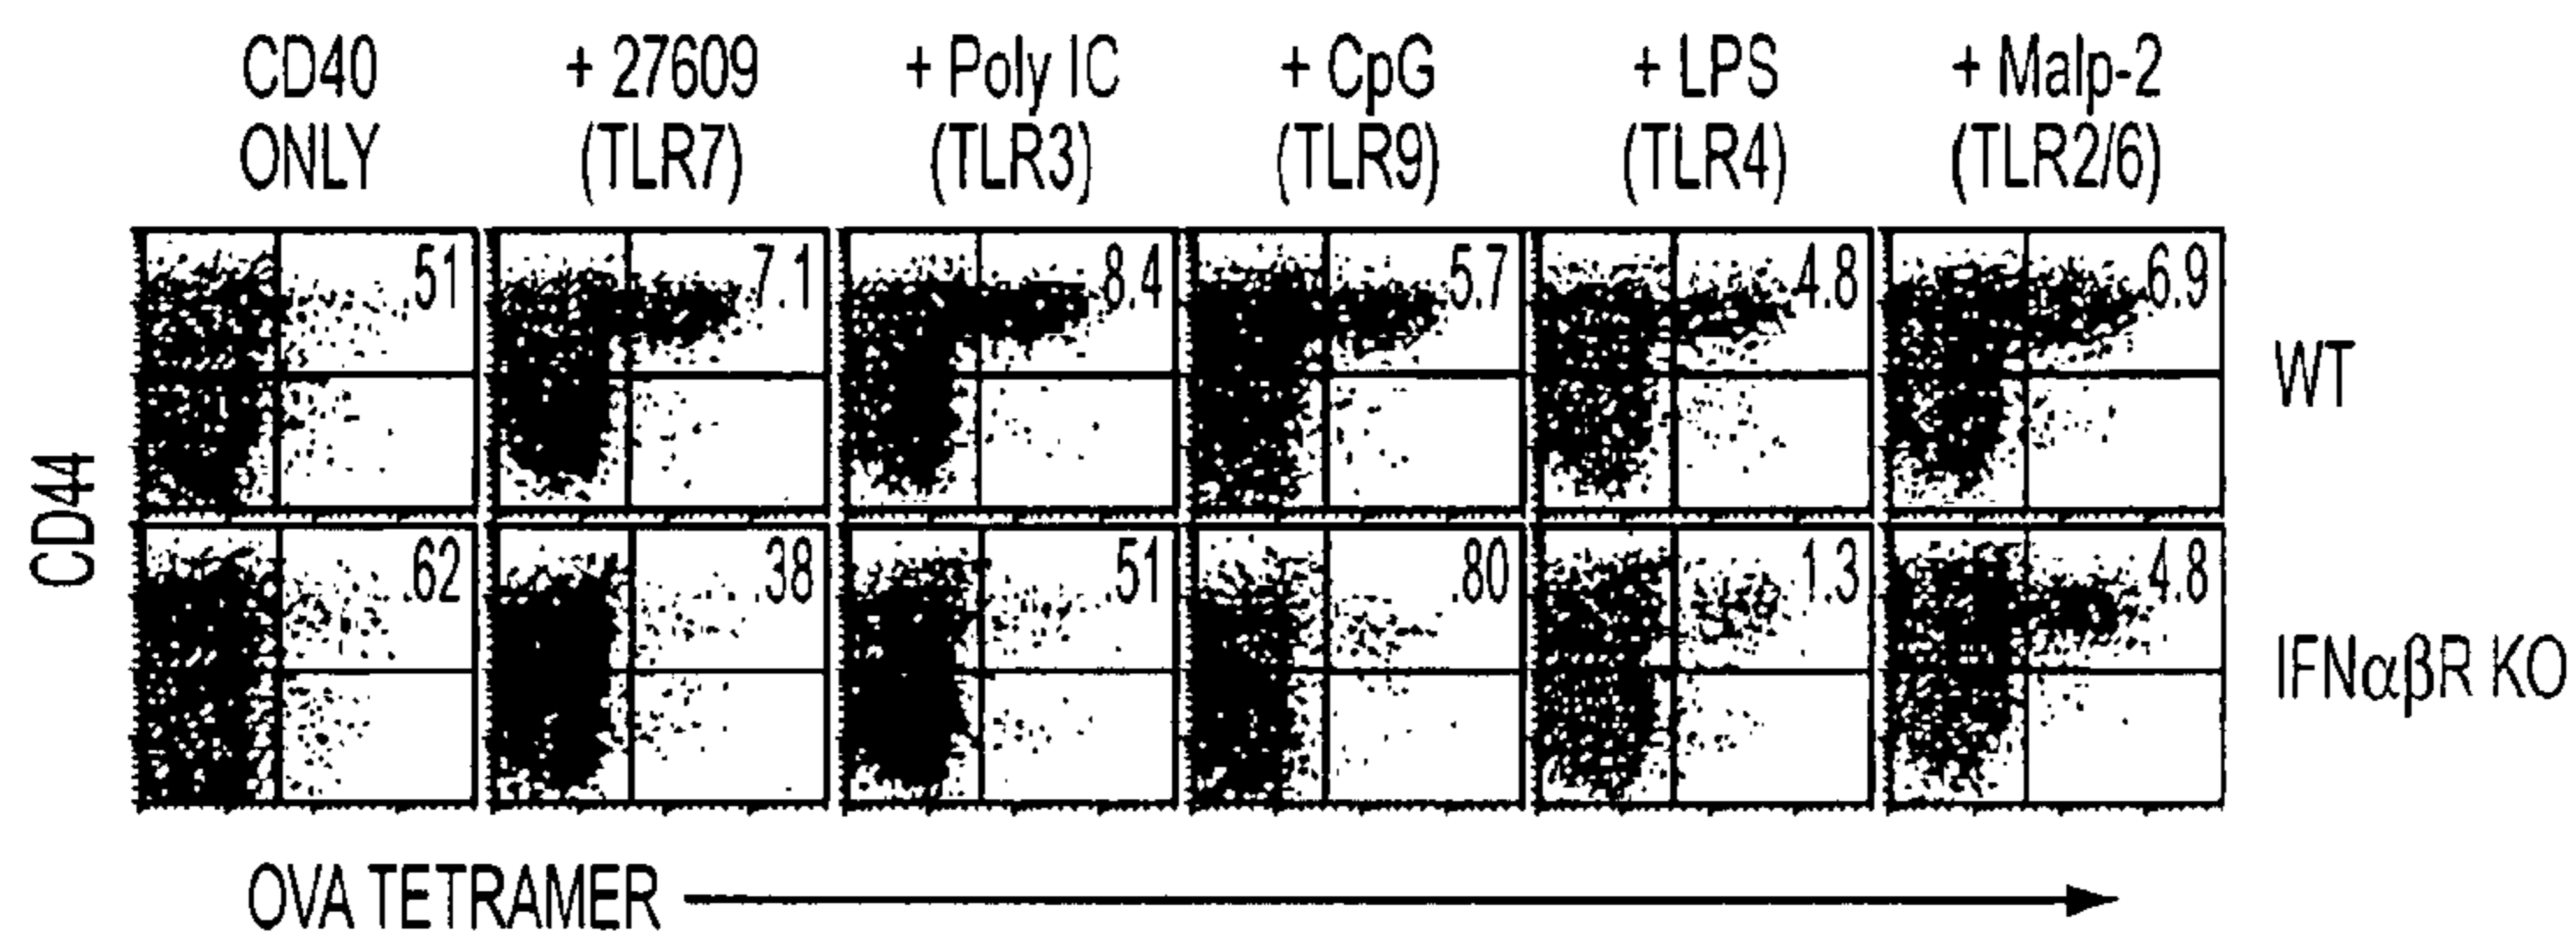 CD40 ONLY
+ 27609 (TLR7)
+ Poly IC (TLR3)
+ CpG (TLR9)
+ LPS (TLR4)
+ Malp-2 (TLR2/6)
.51
7.1
8.4
5.7
4.8
6.9
WT
CD44
.62
.38
.51
.80
1.3
4.8
IFNαβR KO
OVA TETRAMER